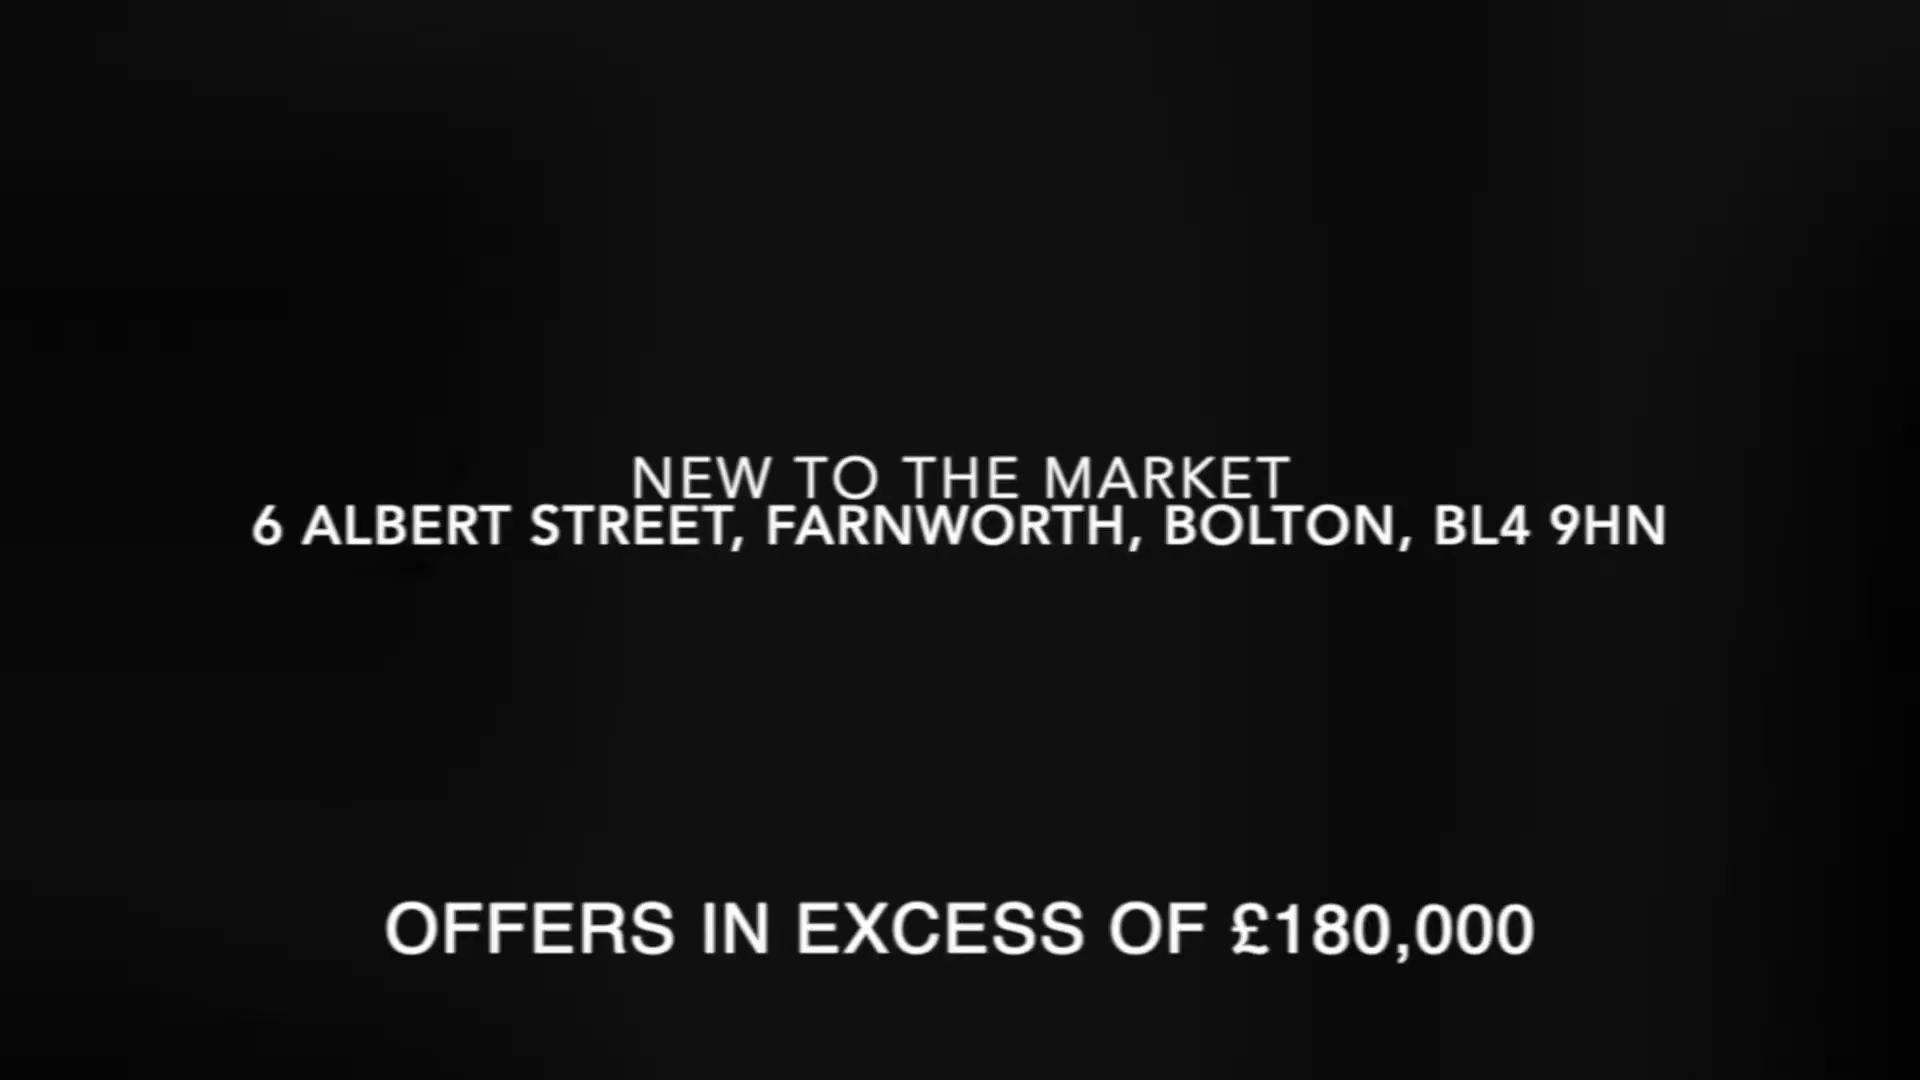 NEW TO THE MARKET
6 ALBERT STREET, FARNWORTH, BOLTON, BL4 9HN
OFFERS IN EXCESS OF £180,000